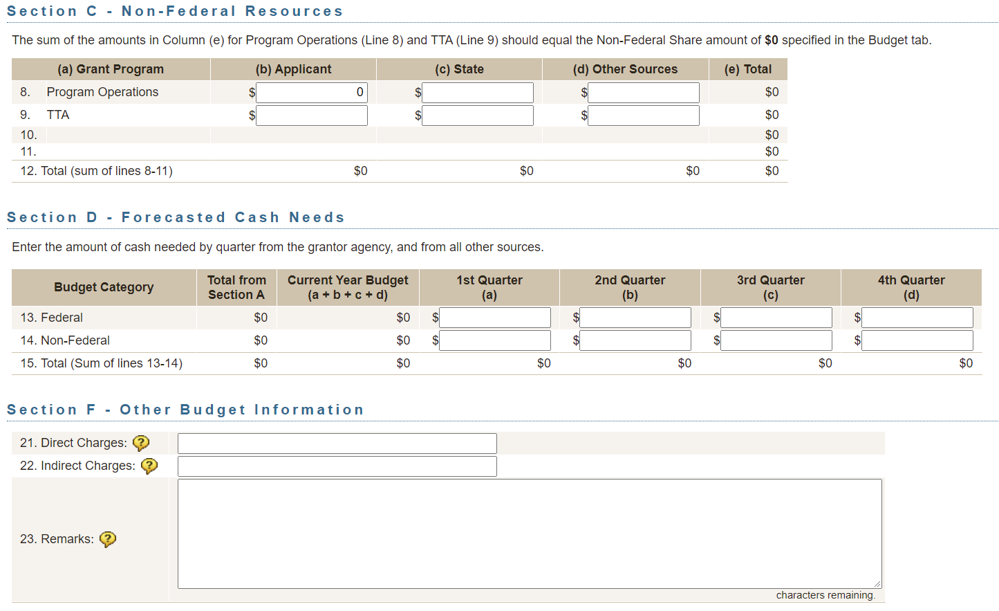 Section C - Non-Federal Resources
The sum of the amounts in Column (e) for Program Operations (Line 8) and TTA (Line 9) should equal the Non-Federal Share amount of $0 specified in the Budget tab.
(a) Grant Program (b) Applicant (c) State (d) Other Sources (e) Total
8. Program Operations $ 0 $ $ $0
9. TTA $ $ $ $0
10. $0
11. $0
12. Total (sum of lines 8-11) $0 $0 $0 $0
Section D - Forecasted Cash Needs
Enter the amount of cash needed by quarter from the grantor agency, and from all other sources.
Budget Category Total from Section A Current Year Budget (a + b + c + d) 1st Quarter (a) 2nd Quarter (b) 3rd Quarter (c) 4th Quarter (d)
13. Federal $0 $0 $ $ $ $
14. Non-Federal $0 $0 $ $ $ $
15. Total (Sum of lines 13-14) $0 $0 $0 $0 $0 $0
Section F - Other Budget Information
21. Direct Charges: ?
22. Indirect Charges: ?
23. Remarks: ?
characters remaining.